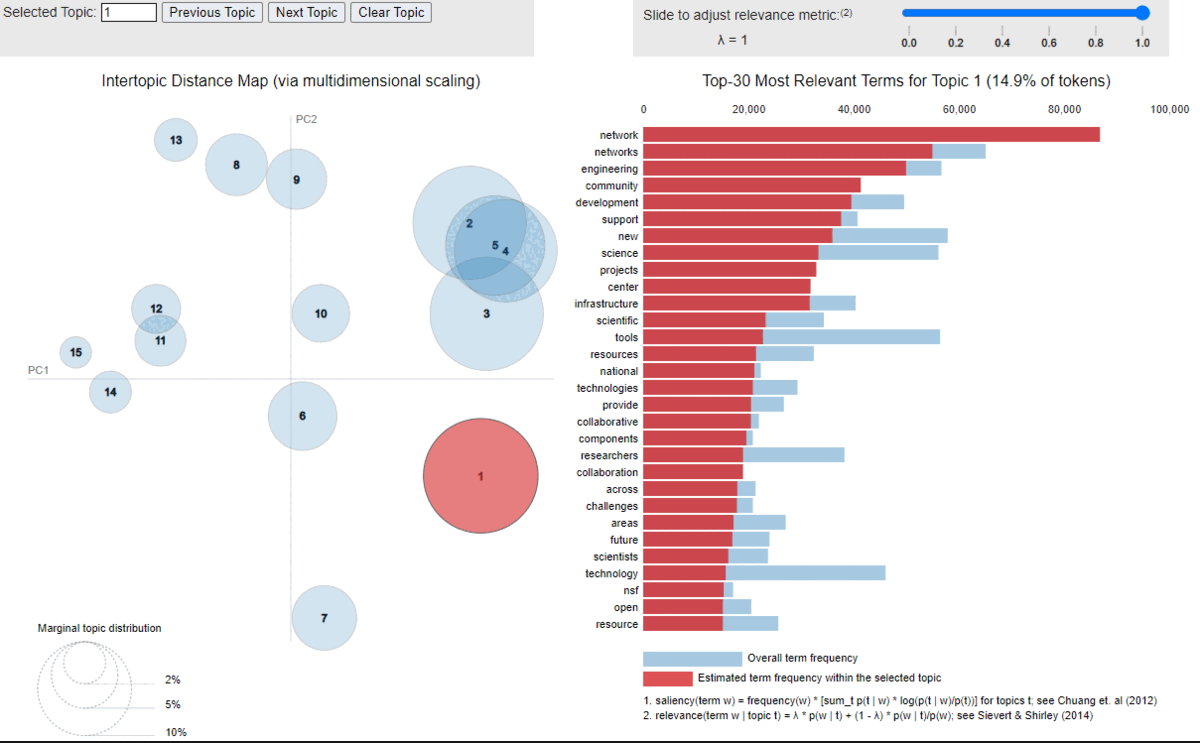 Selected Topic: 1 Previous Topic Next Topic Clear Topic
Slide to adjust relevance metric:(2)
λ = 1
0.0 0.2 0.4 0.6 0.8 1.0
Intertopic Distance Map (via multidimensional scaling)
PC2
PC1
13
8
9
2
5
4
3
12
10
11
15
14
6
1
7
Marginal topic distribution
2%
5%
10%
Top-30 Most Relevant Terms for Topic 1 (14.9% of tokens)
0 20,000 40,000 60,000 80,000 100,000
network
networks
engineering
community
development
support
new
science
projects
center
infrastructure
scientific
tools
resources
national
technologies
provide
collaborative
components
researchers
collaboration
across
challenges
areas
future
scientists
technology
nsf
open
resource
Overall term frequency
Estimated term frequency within the selected topic
1. saliency(term w) = frequency(w) * [sum_t p(t | w) * log(p(t | w)/p(t))] for topics t; see Chuang et. al (2012)
2. relevance(term w | topic t) = λ * p(w | t) + (1 - λ) * p(w | t)/p(w); see Sievert & Shirley (2014)